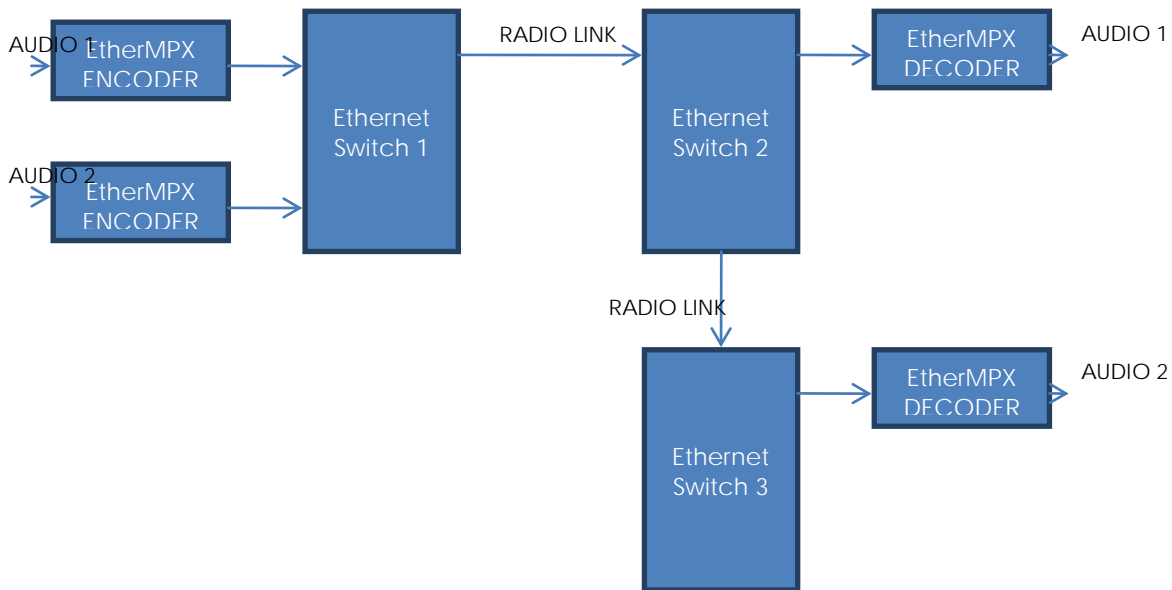 AUDIO 1
EtherMPX
ENCODER
RADIO LINK
EtherMPX
DECODER
AUDIO 1
Ethernet
Switch 1
Ethernet
Switch 2
AUDIO 2
EtherMPX
ENCODER
RADIO LINK
EtherMPX
DECODER
AUDIO 2
Ethernet
Switch 3